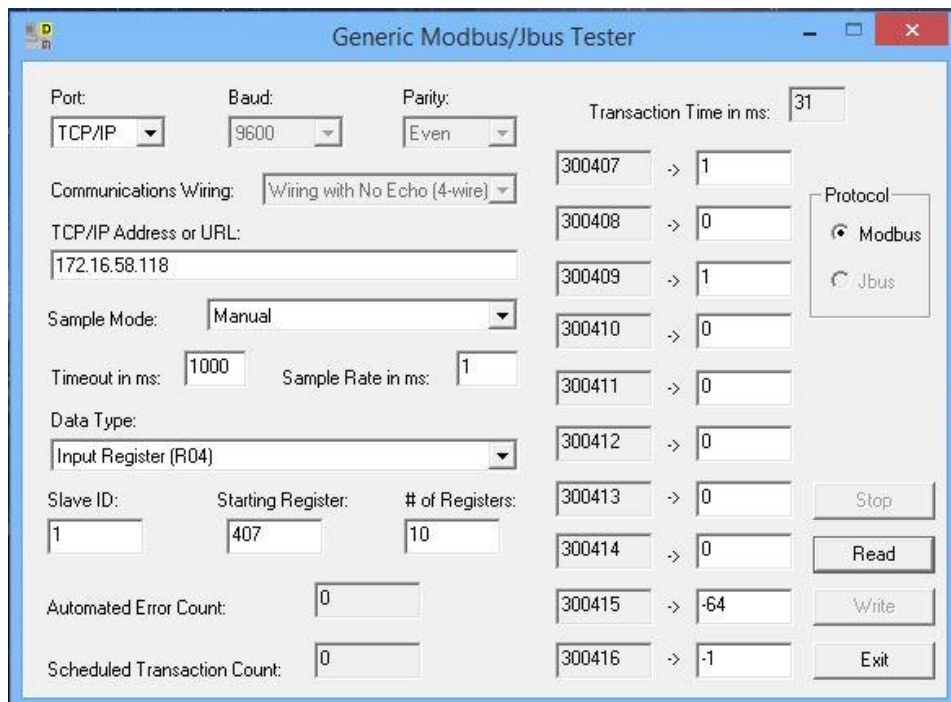 Generic Modbus/Jbus Tester
Port:
Baud:
Parity:
TCP/IP
9600
Even
Communications Wiring:
Wiring with No Echo (4-wire)
TCP/IP Address or URL:
172.16.58.118
Sample Mode:
Manual
Timeout in ms:
1000
Sample Rate in ms:
1
Data Type:
Input Register (R04)
Slave ID:
Starting Register:
# of Registers:
1
407
10
Automated Error Count:
0
Scheduled Transaction Count:
0
Transaction Time in ms:
31
300407 -> 1
300408 -> 0
300409 -> 1
300410 -> 0
300411 -> 0
300412 -> 0
300413 -> 0
300414 -> 0
300415 -> -64
300416 -> -1
Protocol
Modbus
Jbus
Stop
Read
Write
Exit